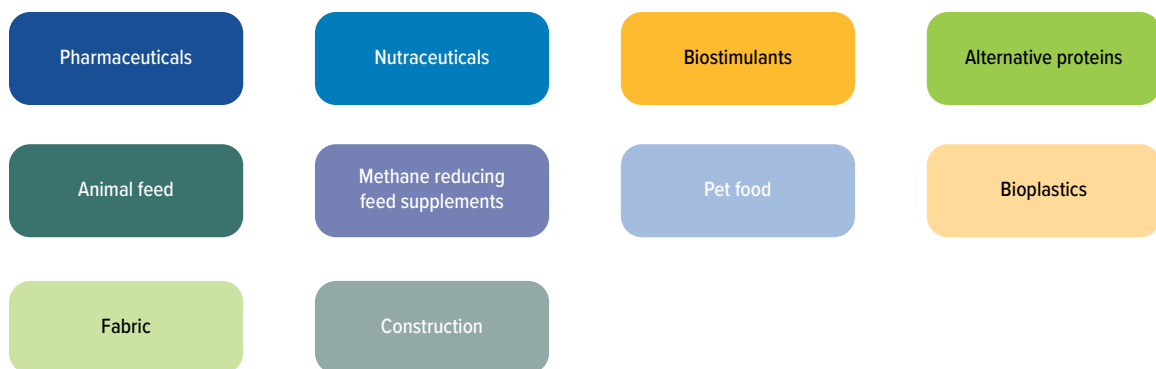 Pharmaceuticals
Nutraceuticals
Biostimulants
Alternative proteins
Animal feed
Methane reducing
feed supplements
Pet food
Bioplastics
Fabric
Construction